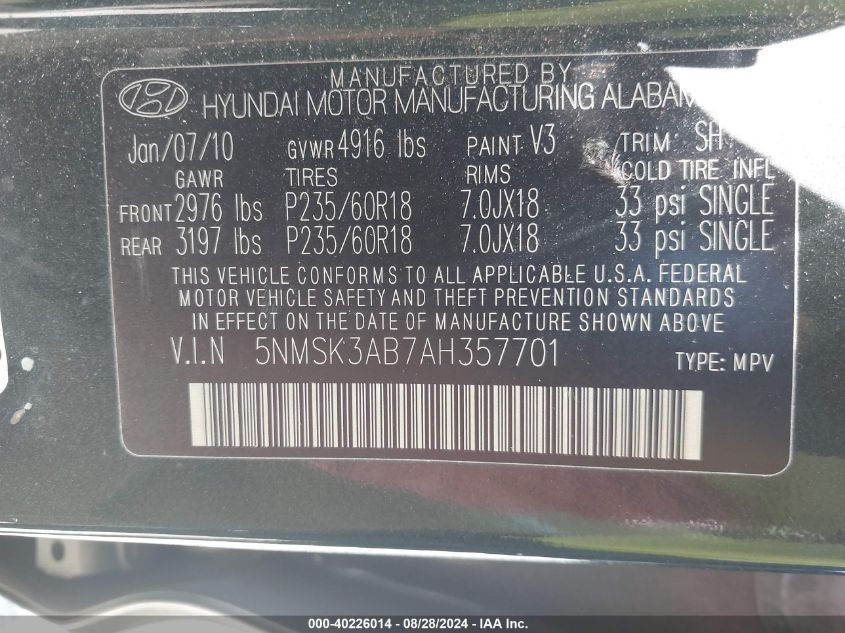 MANUFACTURED BY
HYUNDAI MOTOR MANUFACTURING
Jan/07/10 GVWR 4916 lbs PAINT V3 TRIM SH
GAWR TIRES RIMS COLD TIRE INFL
FRONT 2976 lbs P235/60R18 7.0JX18 33 psi SINGLE
REAR 3197 lbs P235/60R18 7.0JX18 33 psi SINGLE
THIS VEHICLE CONFORMS TO ALL APPLICABLE U.S.A. FEDERAL
MOTOR VEHICLE SAFETY AND THEFT PREVENTION STANDARDS
IN EFFECT ON THE DATE OF MANUFACTURE SHOWN ABOVE
V.I.N 5NMSK3AB7AH357701 TYPE: MPV
000-40226014 | 08/28/2024 - IAA Inc.